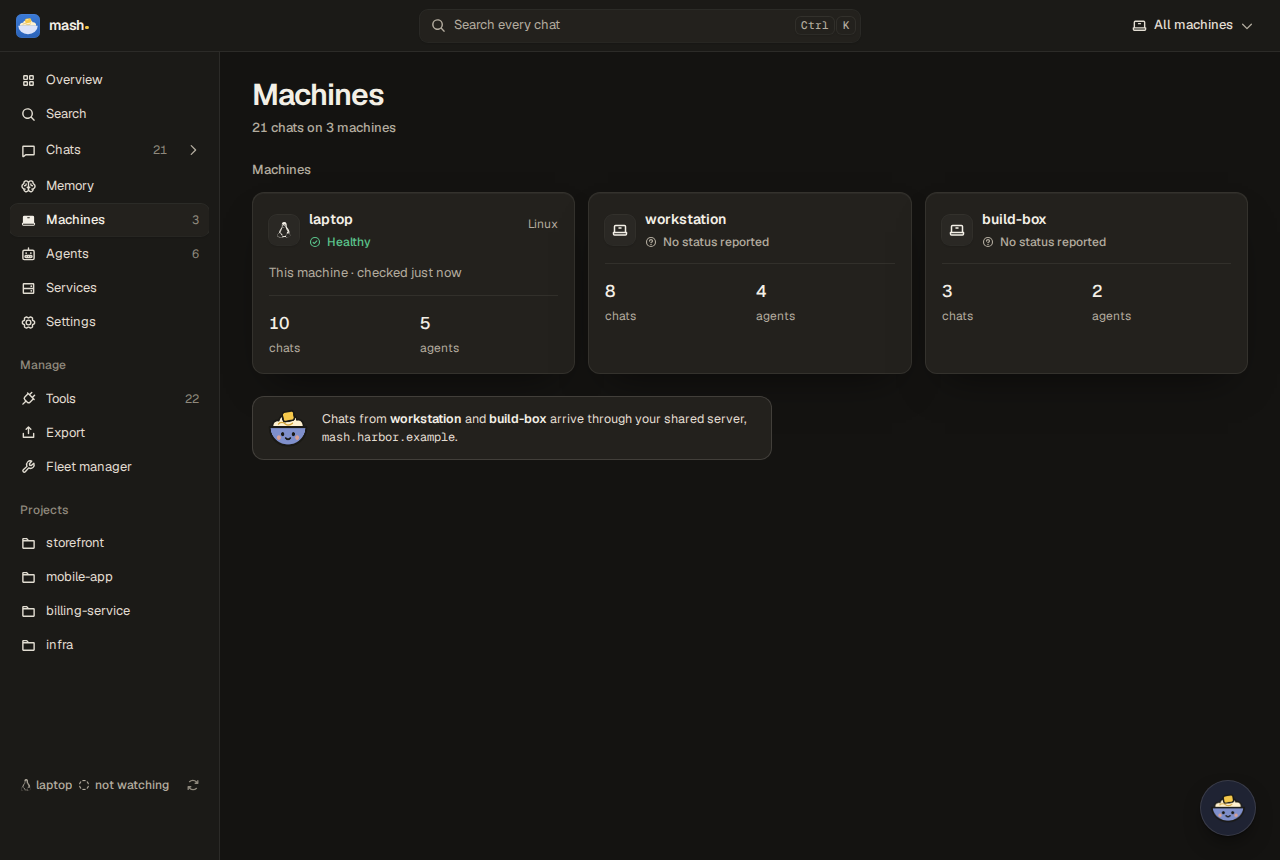 mash.
Search every chat
Ctrl K
All machines
Overview
Search
Chats 21
Memory
Machines 3
Agents 6
Services
Settings
Manage
Tools 22
Export
Fleet manager
Projects
storefront
mobile-app
billing-service
infra
laptop not watching
Machines
21 chats on 3 machines
Machines
laptop
Linux
Healthy
This machine · checked just now
10 chats
5 agents
workstation
No status reported
8 chats
4 agents
build-box
No status reported
3 chats
2 agents
Chats from workstation and build-box arrive through your shared server,
mash.harbor.example.